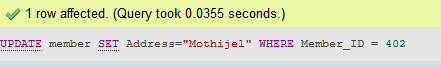 1 row affected. (Query took 0.0355 seconds.)
UPDATE member SET Address="Mothijel" WHERE Member_ID = 402